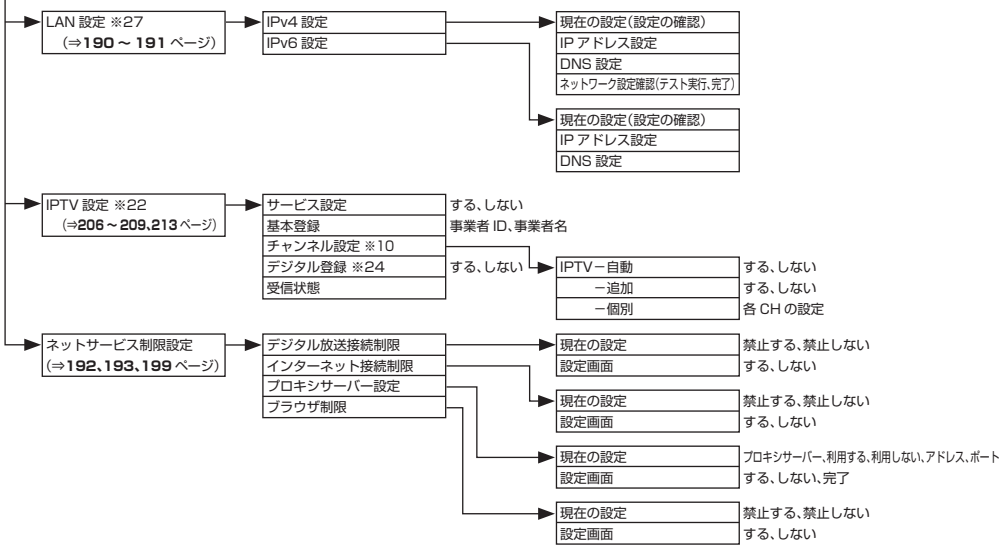 LAN 設定 ※27
(⇒190 ～ 191 ページ)
IPv4 設定
IPv6 設定
現在の設定(設定の確認)
IP アドレス設定
DNS 設定
ネットワーク設定確認(テスト実行、完了)
現在の設定(設定の確認)
IP アドレス設定
DNS 設定
IPTV 設定 ※22
(⇒206～209、213 ページ)
サービス設定 する、しない
基本登録 事業者 ID、事業者名
チャンネル設定 ※10
デジタル登録 ※24 する、しない
受信状態
IPTV－自動 する、しない
－追加 する、しない
－個別 各 CH の設定
ネットサービス制限設定
(⇒192、193、199 ページ)
デジタル放送接続制限
インターネット接続制限
プロキシサーバー設定
ブラウザ制限
現在の設定 禁止する、禁止しない
設定画面 する、しない
現在の設定 禁止する、禁止しない
設定画面 する、しない
現在の設定 プロキシサーバー、利用する、利用しない、アドレス、ポート
設定画面 する、しない、完了
現在の設定 禁止する、禁止しない
設定画面 する、しない